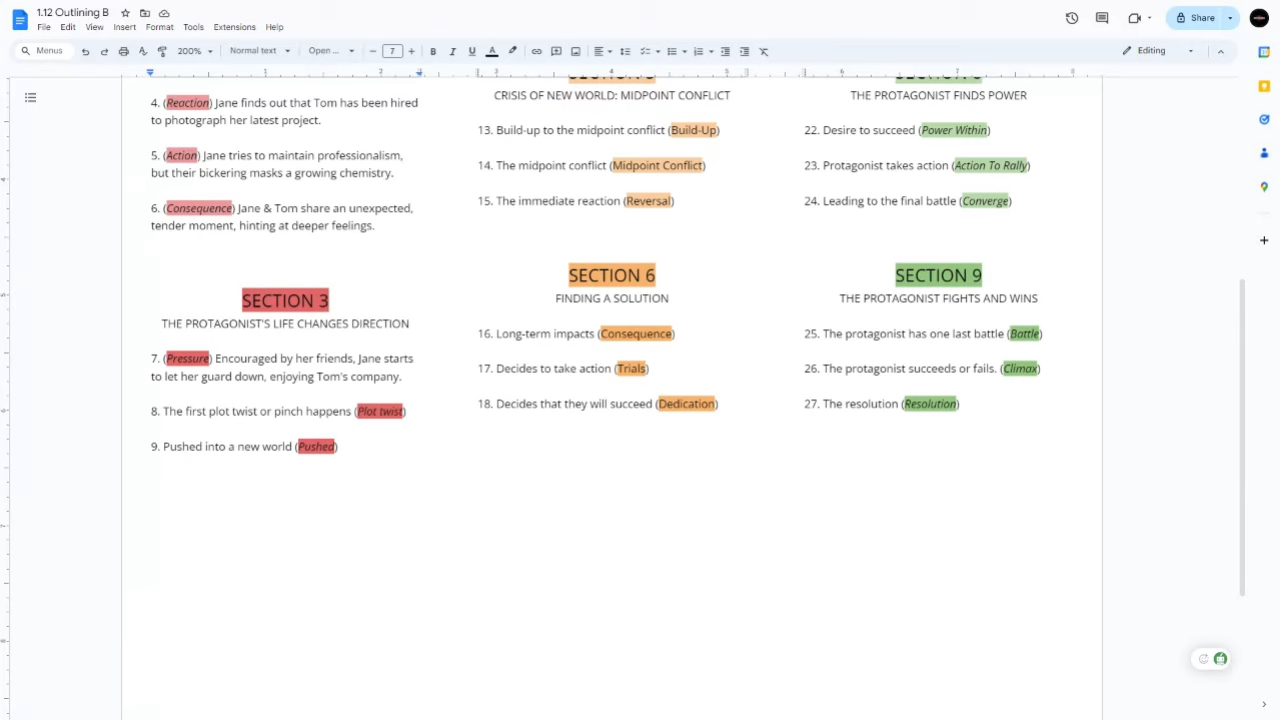 1.12 Outlining B
File Edit View Insert Format Tools Extensions Help
Share
Menus
200%
Normal text
Open ...
7
Editing
1 2 3 4 5 6 7 8
4. (Reaction) Jane finds out that Tom has been hired
to photograph her latest project.
5. (Action) Jane tries to maintain professionalism,
but their bickering masks a growing chemistry.
6. (Consequence) Jane & Tom share an unexpected,
tender moment, hinting at deeper feelings.
SECTION 3
THE PROTAGONIST'S LIFE CHANGES DIRECTION
7. (Pressure) Encouraged by her friends, Jane starts
to let her guard down, enjoying Tom's company.
8. The first plot twist or pinch happens (Plot twist)
9. Pushed into a new world (Pushed)
CRISIS OF NEW WORLD: MIDPOINT CONFLICT
13. Build-up to the midpoint conflict (Build-Up)
14. The midpoint conflict (Midpoint Conflict)
15. The immediate reaction (Reversal)
SECTION 6
FINDING A SOLUTION
16. Long-term impacts (Consequence)
17. Decides to take action (Trials)
18. Decides that they will succeed (Dedication)
THE PROTAGONIST FINDS POWER
22. Desire to succeed (Power Within)
23. Protagonist takes action (Action To Rally)
24. Leading to the final battle (Converge)
SECTION 9
THE PROTAGONIST FIGHTS AND WINS
25. The protagonist has one last battle (Battle)
26. The protagonist succeeds or fails. (Climax)
27. The resolution (Resolution)